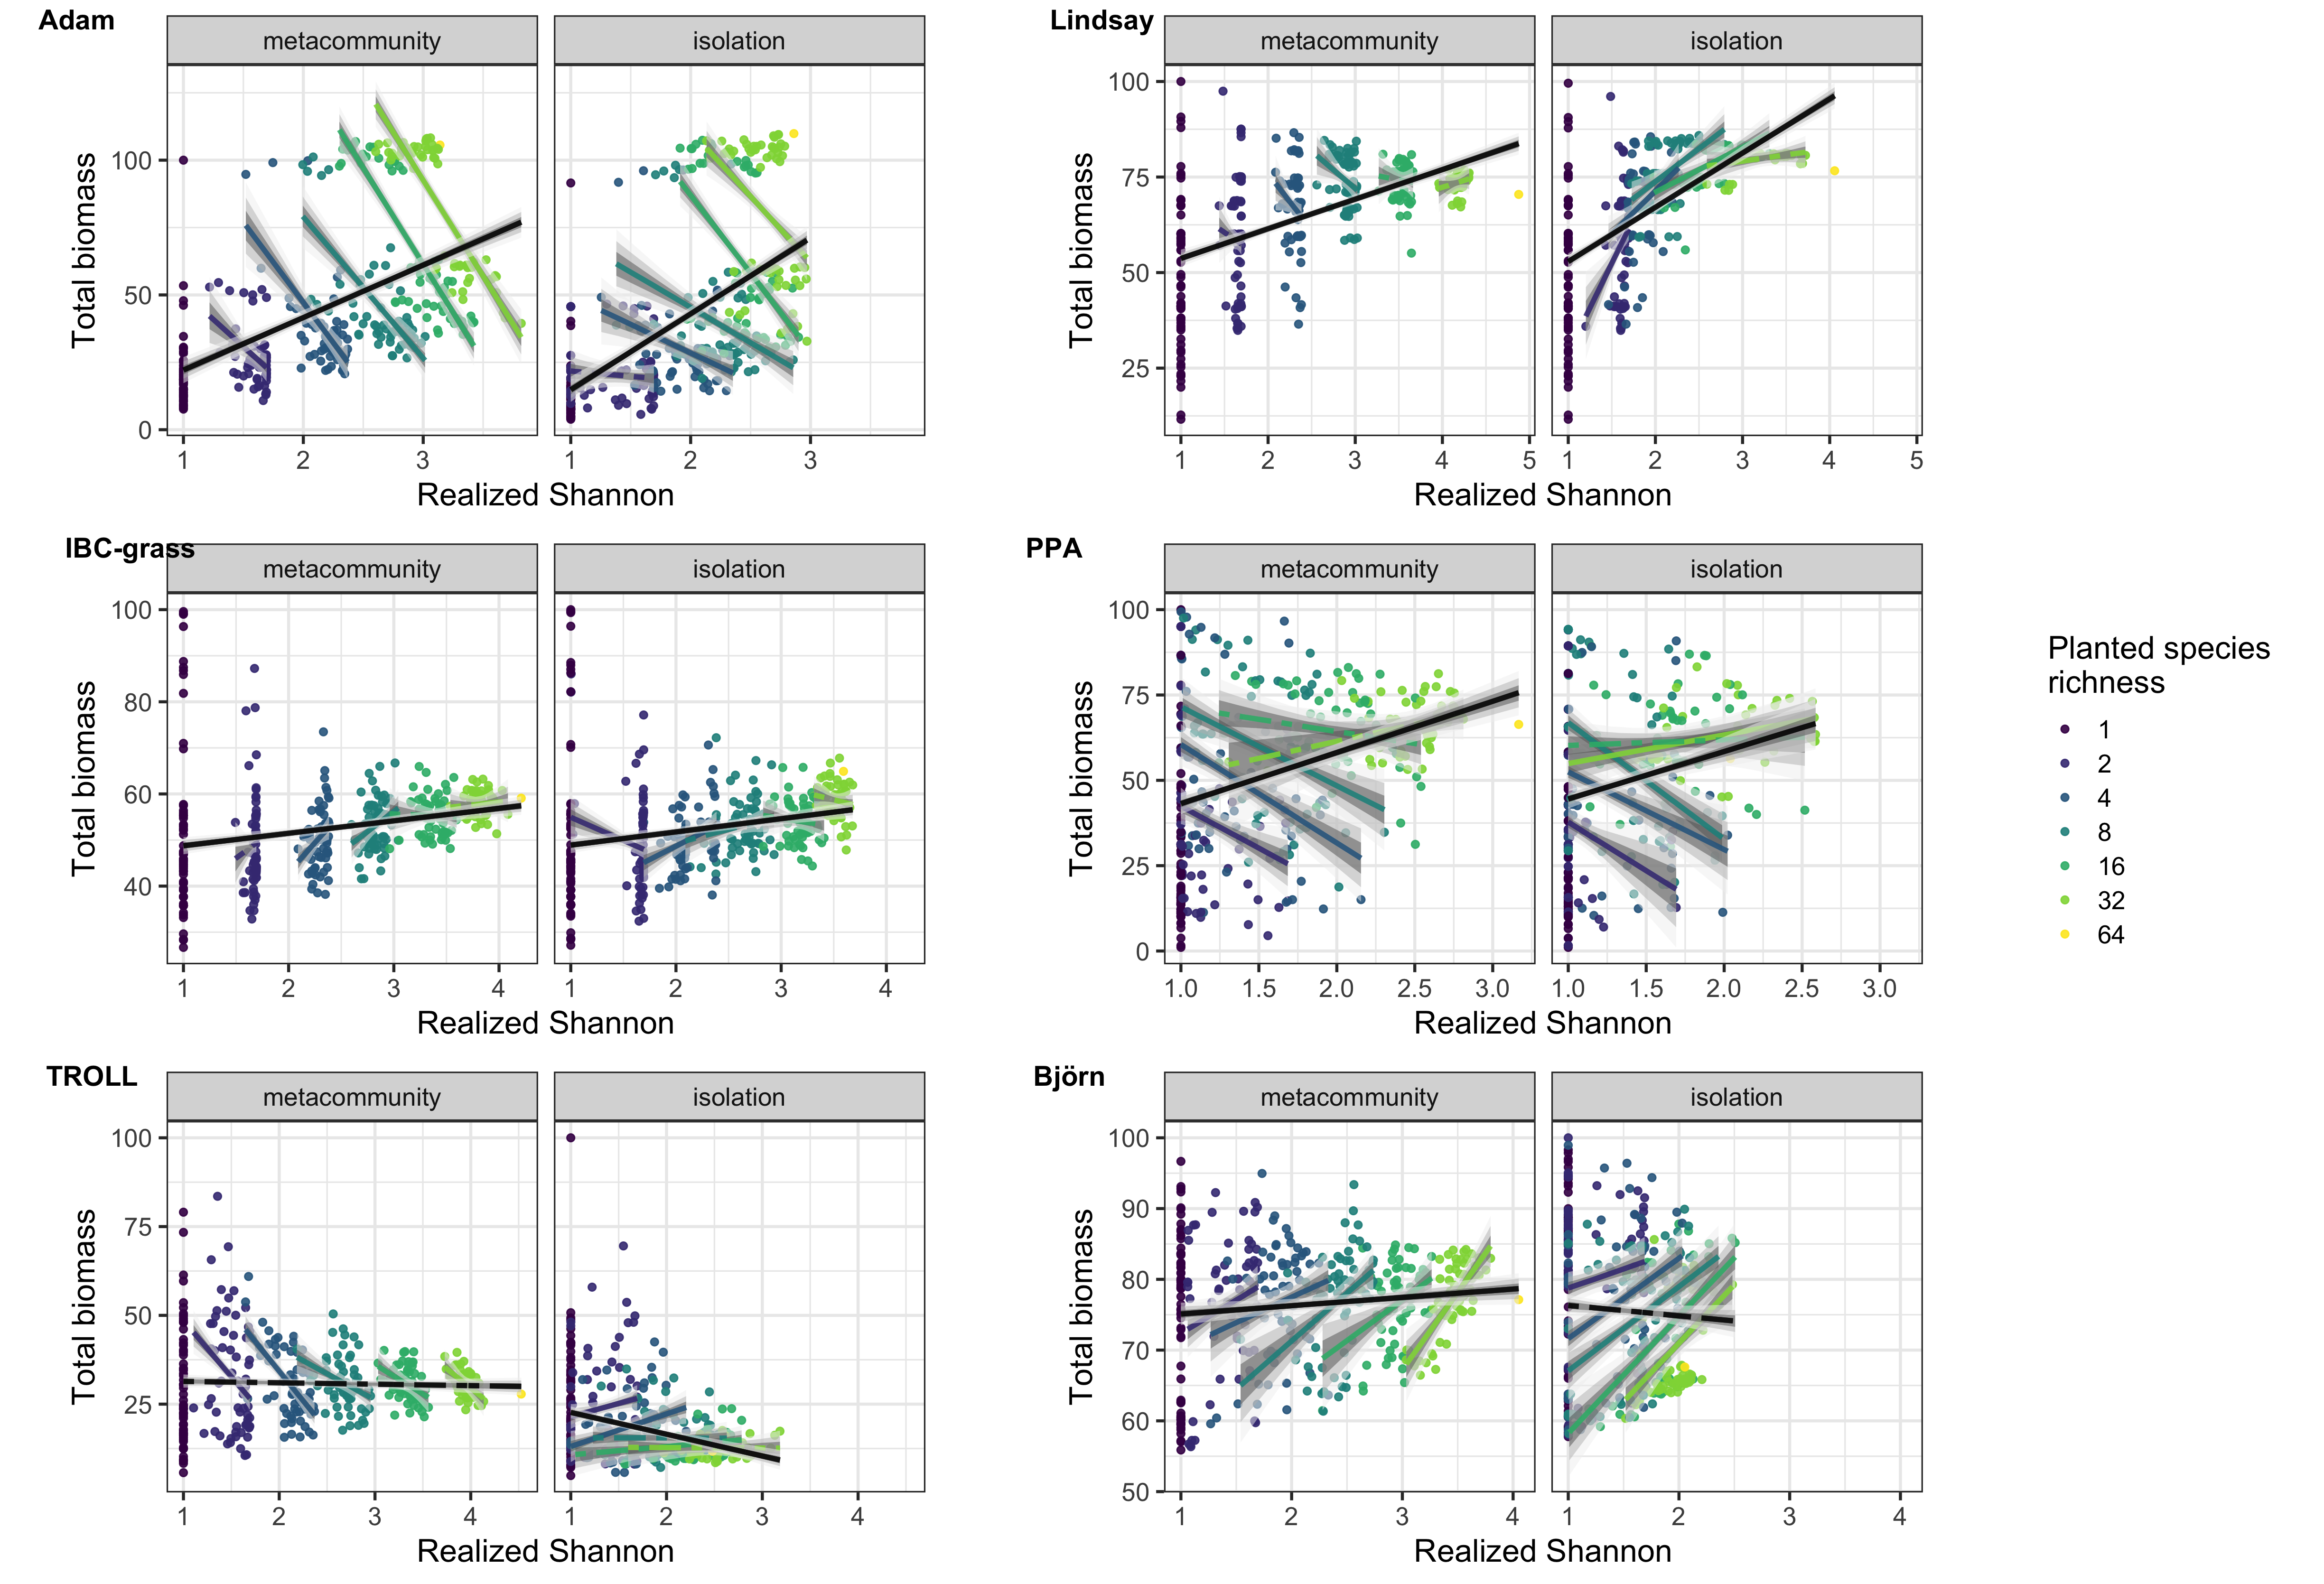 Adam
metacommunity
isolation
Total biomass
100
50
0
1 2 3
1 2 3
Realized Shannon
Lindsay
metacommunity
isolation
Total biomass
100
75
50
25
1 2 3 4 5
1 2 3 4 5
Realized Shannon
IBC-grass
metacommunity
isolation
Total biomass
100
80
60
40
1 2 3 4
1 2 3 4
Realized Shannon
PPA
metacommunity
isolation
Total biomass
100
75
50
25
0
1.0 1.5 2.0 2.5 3.0
1.0 1.5 2.0 2.5 3.0
Realized Shannon
Planted species
richness
1
2
4
8
16
32
64
TROLL
metacommunity
isolation
Total biomass
100
75
50
25
1 2 3 4
1 2 3 4
Realized Shannon
Björn
metacommunity
isolation
Total biomass
100
90
80
70
60
50
1 2 3 4
1 2 3 4
Realized Shannon